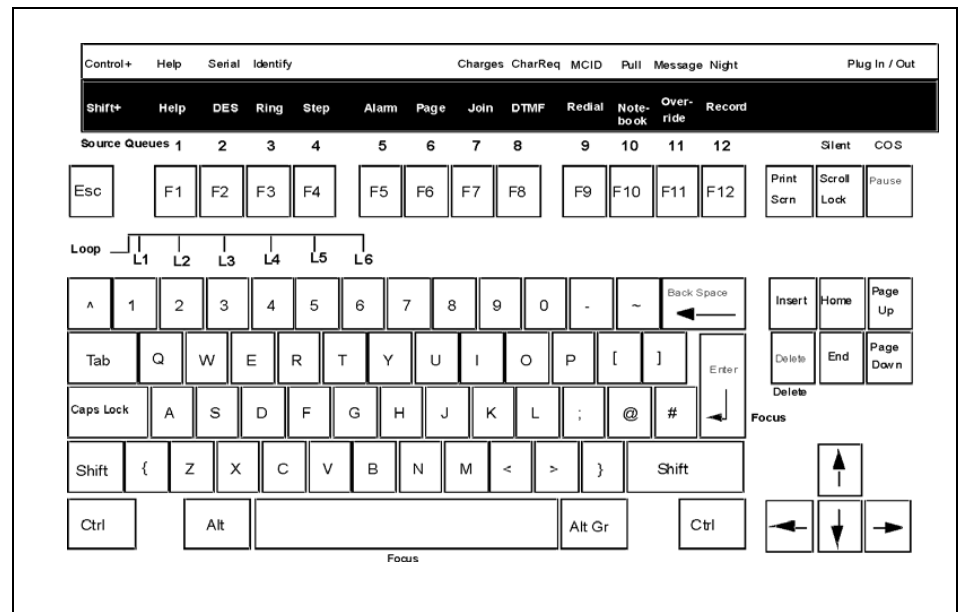 Control+ Help Serial Identify Charges CharReq MCID Pull Message Night Plug In / Out
Shift+ Help DES Ring Step Alarm Page Join DTMF Redial Note-book Over-ride Record
Source Queues 1 2 3 4 5 6 7 8 9 10 11 12 Silent COS
Esc F1 F2 F3 F4 F5 F6 F7 F8 F9 F10 F11 F12 Print Scrn Scroll Lock Pause
Loop L1 L2 L3 L4 L5 L6
^ 1 2 3 4 5 6 7 8 9 0 - ~ Back Space Insert Home Page Up
Tab Q W E R T Y U I O P [ ] Enter Delete End Page Down
Delete
Caps Lock A S D F G H J K L ; @ # Focus
Shift { Z X C V B N M < > } Shift
Ctrl Alt Alt Gr Ctrl
Focus